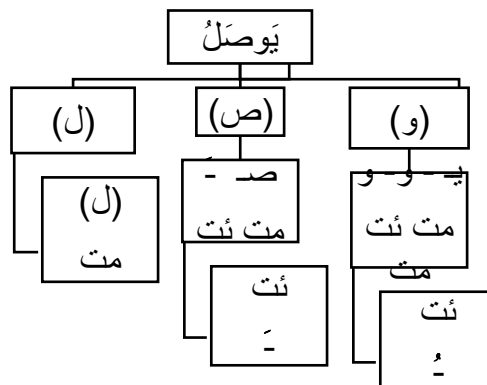 يَوصَلُ
(و)
(ص)
(ل)
يـ - و - و
مت ئت
مت
صـ - َ
مت ئت
(ل)
مت
ئت
ـُ
ئت
ـَ